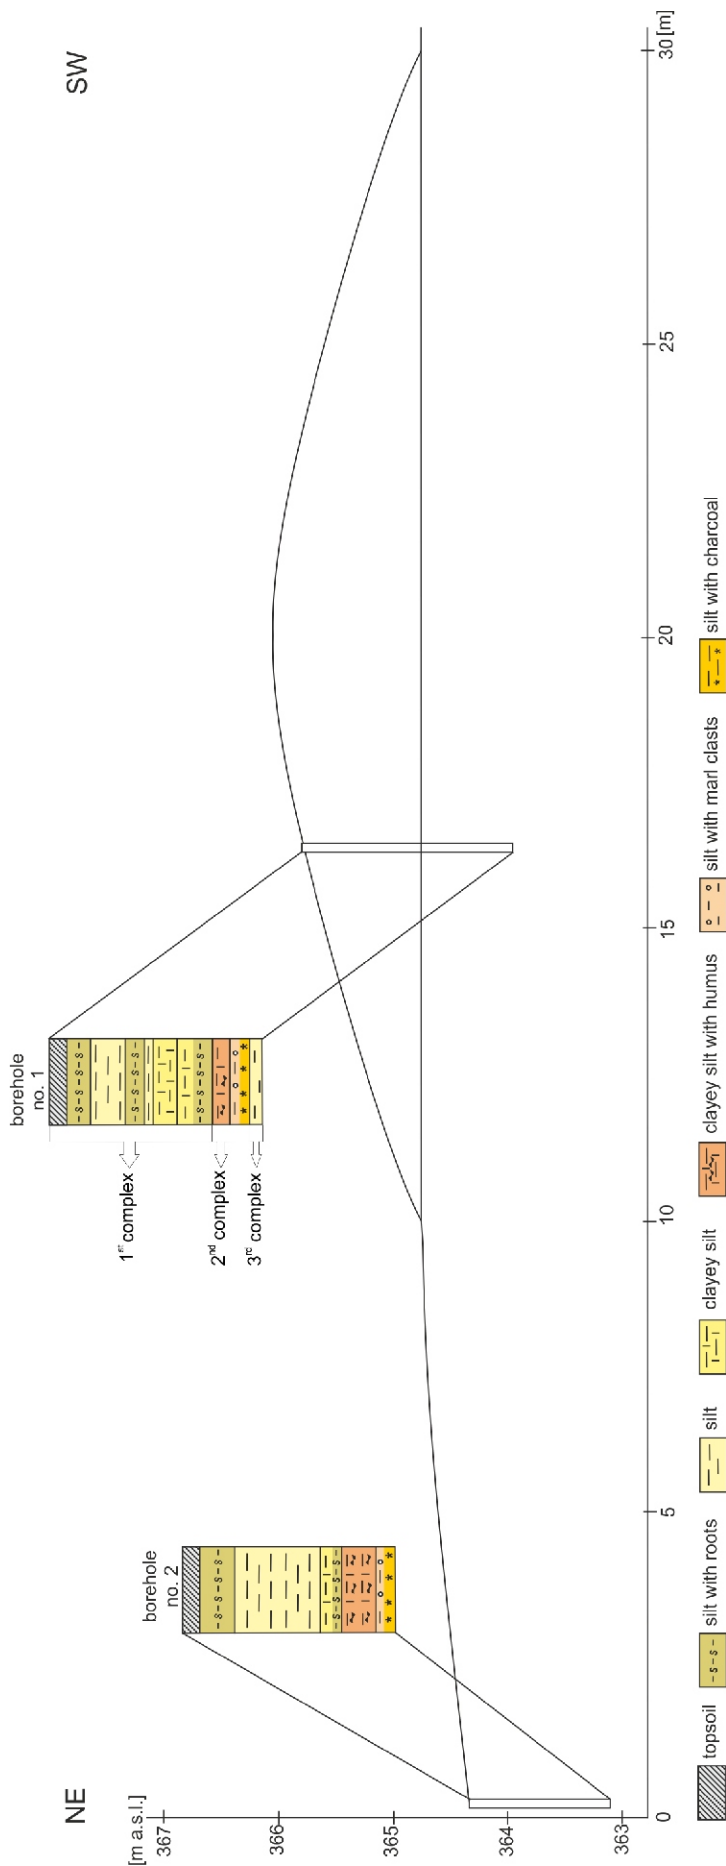 NE
SW
[m a.s.l.]
367
366
365
364
363
borehole
no. 2
borehole
no. 1
1st complex
2nd complex
3rd complex
0
5
10
15
20
25
30 [m]
topsoil
silt with roots
silt
clayey silt
clayey silt with humus
silt with marl clasts
silt with charcoal